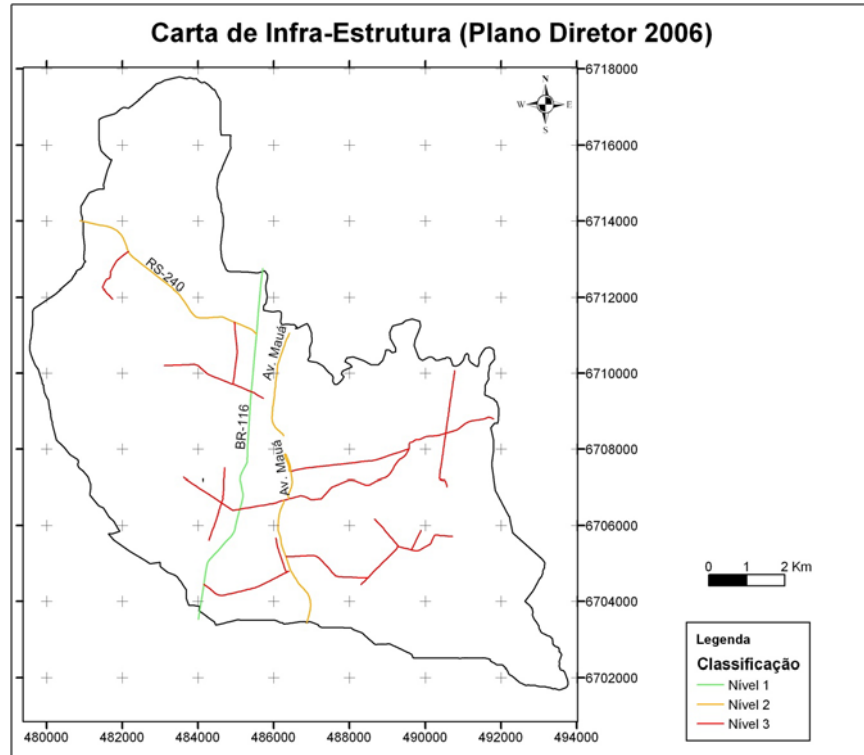 Carta de Infra-Estrutura (Plano Diretor 2006)
N
W E
S
6718000
6716000
6714000
6712000
6710000
6708000
6706000
6704000
6702000
RS-240
Av. Mauá
BR-116
Av. Mauá
0 1 2 Km
Legenda
Classificação
Nível 1
Nível 2
Nível 3
480000 482000 484000 486000 488000 490000 492000 494000